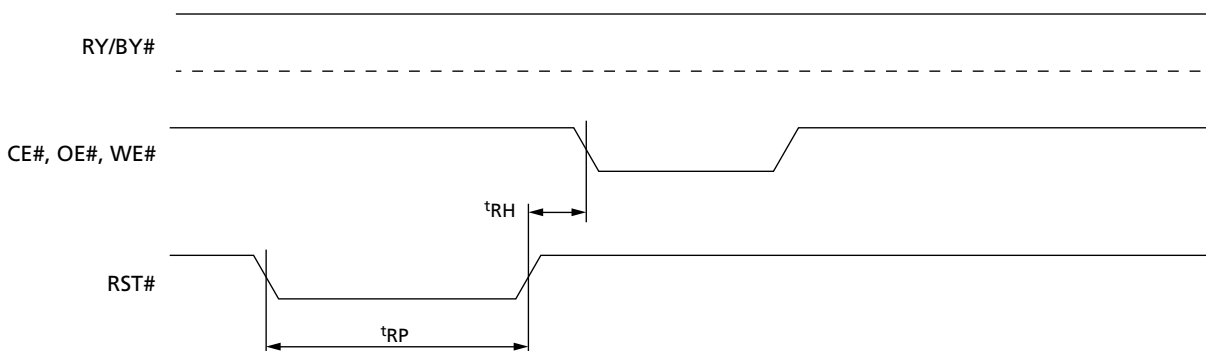 RY/BY#
CE#, OE#, WE#
tRH
RST#
tRP